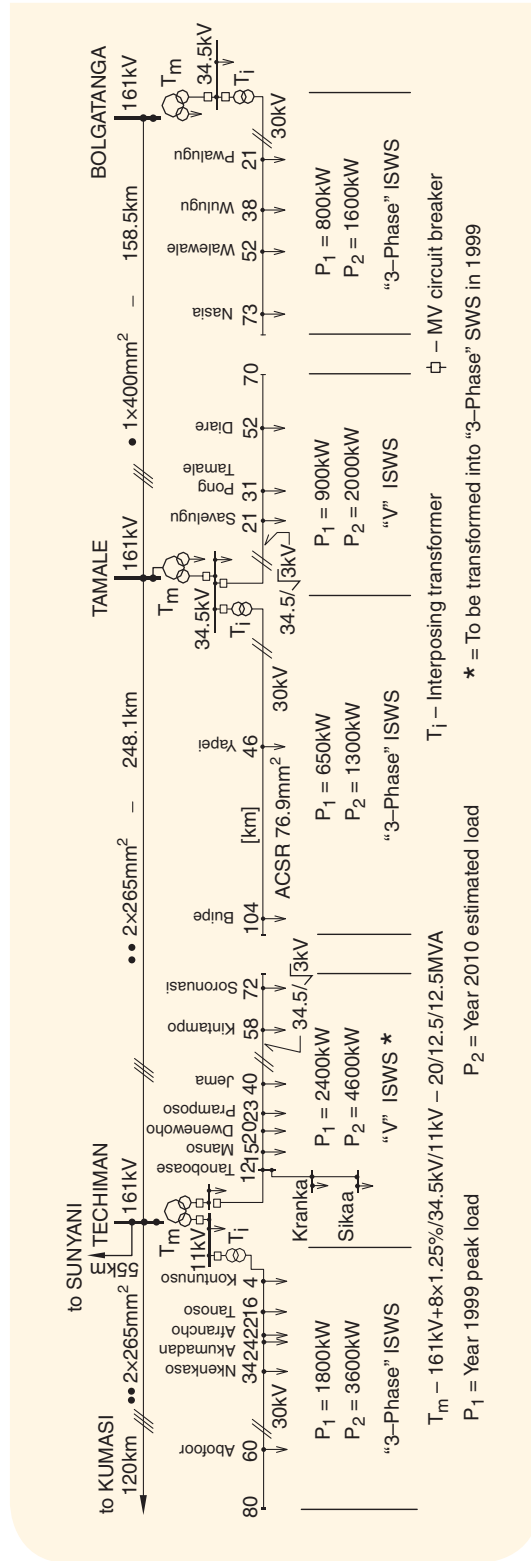 to SUNYANI
to KUMASI
120km
•• 2×265mm²
55km
TECHIMAN
161kV
•• 2×265mm² – 248.1km
TAMALE
161kV
• 1×400mm² – 158.5km
BOLGATANGA
161kV
Tm
11kV
Ti
Tm
34.5kV
Ti
Tm
34.5kV
Ti
80
Abofoor
60
30kV
Nkenkaso
34
Akumadan
24
Afrancho
22
Tanoso
16
Kontunuso
4
P1 = 1800kW
P2 = 3600kW
"3–Phase" ISWS
Tanoboase
12
Manso
15
Dwenewoho
20
Pramposo
23
Jema
40
Kintampo
58
Soronuasi
72
34.5/√3kV
Kranka
Sikaa
P1 = 2400kW
P2 = 4600kW
"V" ISWS *
Buipe
104
[km]
ACSR 76.9mm²
Yapei
46
30kV
P1 = 650kW
P2 = 1300kW
"3–Phase" ISWS
34.5/√3kV
Savelugu
21
Pong
Tamale
31
Diare
52
70
P1 = 900kW
P2 = 2000kW
"V" ISWS
Nasia
73
Walewale
52
Wulugu
38
Pwalugu
21
30kV
P1 = 800kW
P2 = 1600kW
"3–Phase" ISWS
Tm – 161kV+8×1.25%/34.5kV/11kV – 20/12.5/12.5MVA
Ti – Interposing transformer
– MV circuit breaker
P1 = Year 1999 peak load
P2 = Year 2010 estimated load
* = To be transformed into "3–Phase" SWS in 1999